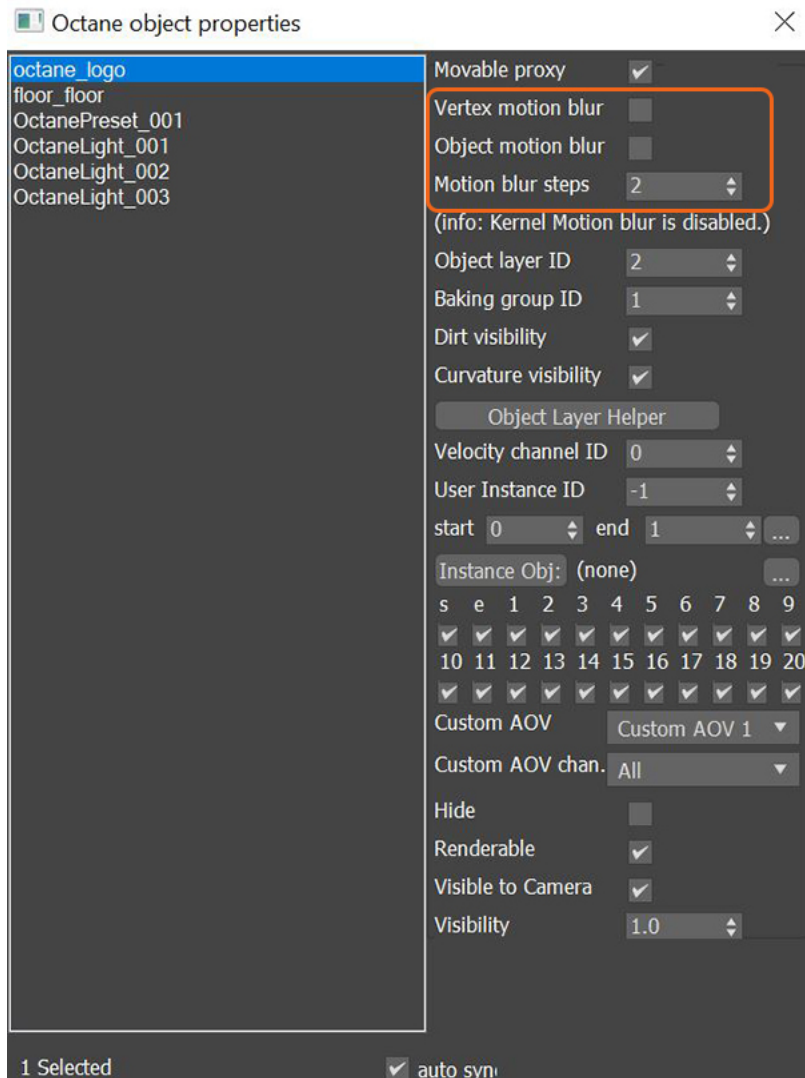 Octane object properties
octane_logo
floor_floor
OctanePreset_001
OctaneLight_001
OctaneLight_002
OctaneLight_003
Movable proxy
Vertex motion blur
Object motion blur
Motion blur steps 2
(info: Kernel Motion blur is disabled.)
Object layer ID 2
Baking group ID 1
Dirt visibility
Curvature visibility
Object Layer Helper
Velocity channel ID 0
User Instance ID -1
start 0 end 1 ...
Instance Obj: (none) ...
s e 1 2 3 4 5 6 7 8 9
10 11 12 13 14 15 16 17 18 19 20
Custom AOV Custom AOV 1
Custom AOV chan. All
Hide
Renderable
Visible to Camera
Visibility 1.0
1 Selected
auto syn